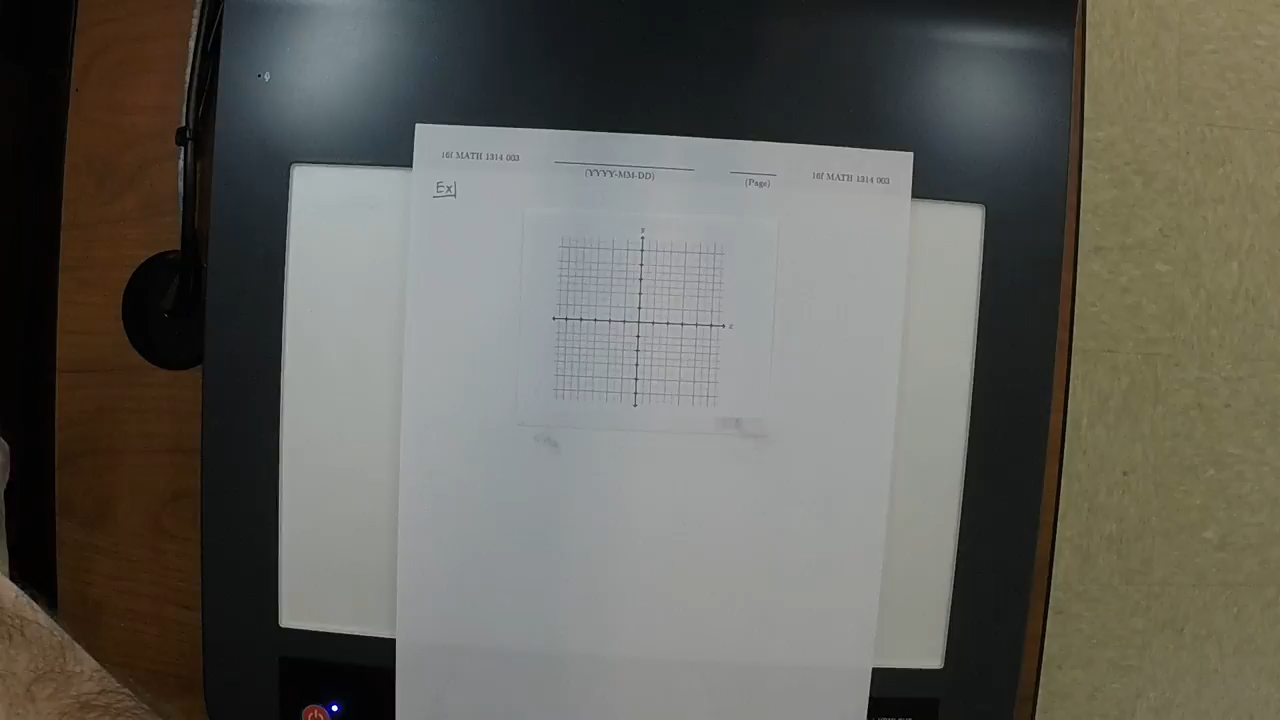 16f MATH 1314 003
(YYYY-MM-DD)
(Page)
16f MATH 1314 003
Ex
y
x